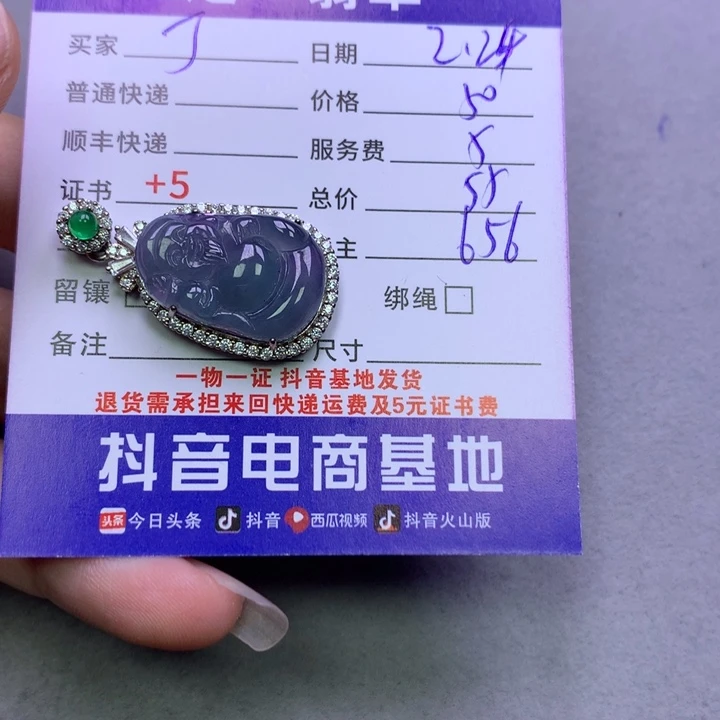 买家 丁 日期 2.24
普通快递 价格 50
顺丰快递 服务费 8
证书 +5 总价 58
主 656
留镶 绑绳
备注 尺寸
一物一证 抖音基地发货
退货需承担来回快递运费及5元证书费
抖音电商基地
头条 今日头条 抖音 西瓜视频 抖音火山版